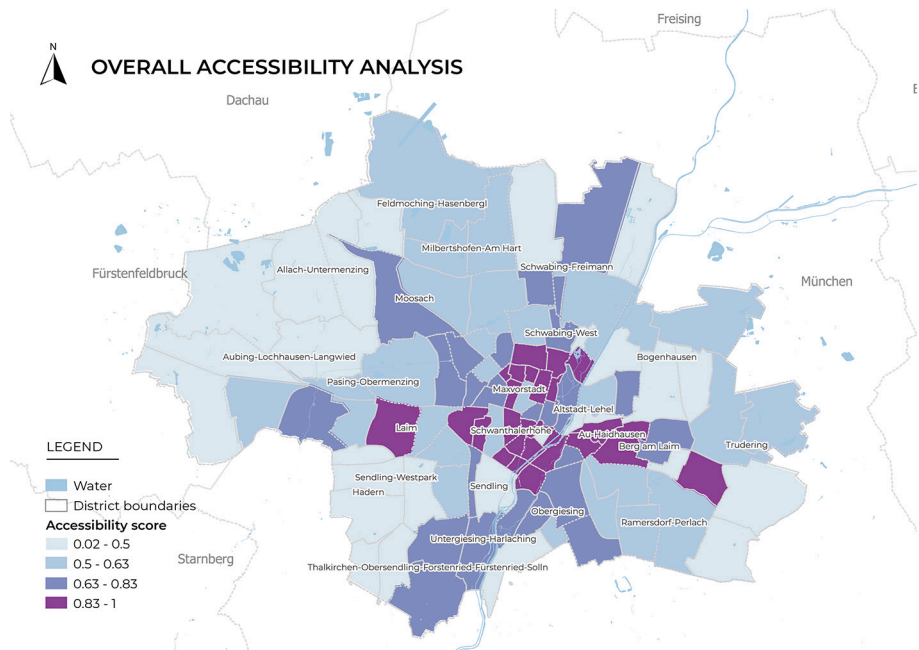 Freising
N
OVERALL ACCESSIBILITY ANALYSIS
Dachau
E
Feldmoching-Hasenbergl
Milbertshofen-Am Hart
Schwabing-Freimann
Allach-Untermenzing
Fürstenfeldbruck
München
Moosach
Schwabing-West
Aubing-Lochhausen-Langwied
Bogenhausen
Pasing-Obermenzing
Maxvorstadt
Altstadt-Lehel
Laim
Schwanthalerhöhe
Au-Haidhausen
Berg am Laim
Trudering
LEGEND
Water
District boundaries
Accessibility score
0.02 - 0.5
0.5 - 0.63
0.63 - 0.83
0.83 - 1
Sendling-Westpark
Hadern
Sendling
Obergiesing
Ramersdorf-Perlach
Untergiesing-Harlaching
Starnberg
Thalkirchen-Obersendling-Forstenried-Fürstenried-Solln